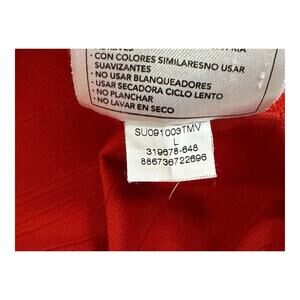 · CON COLORES SIMILARESNO USAR
SUAVIZANTES
· NO USAR BLANQUEADORES
· USAR SECADORA CICLO LENTO
· NO PLANCHAR
· NO LAVAR EN SECO
SU091003TMV
L
319678-648
886736722696